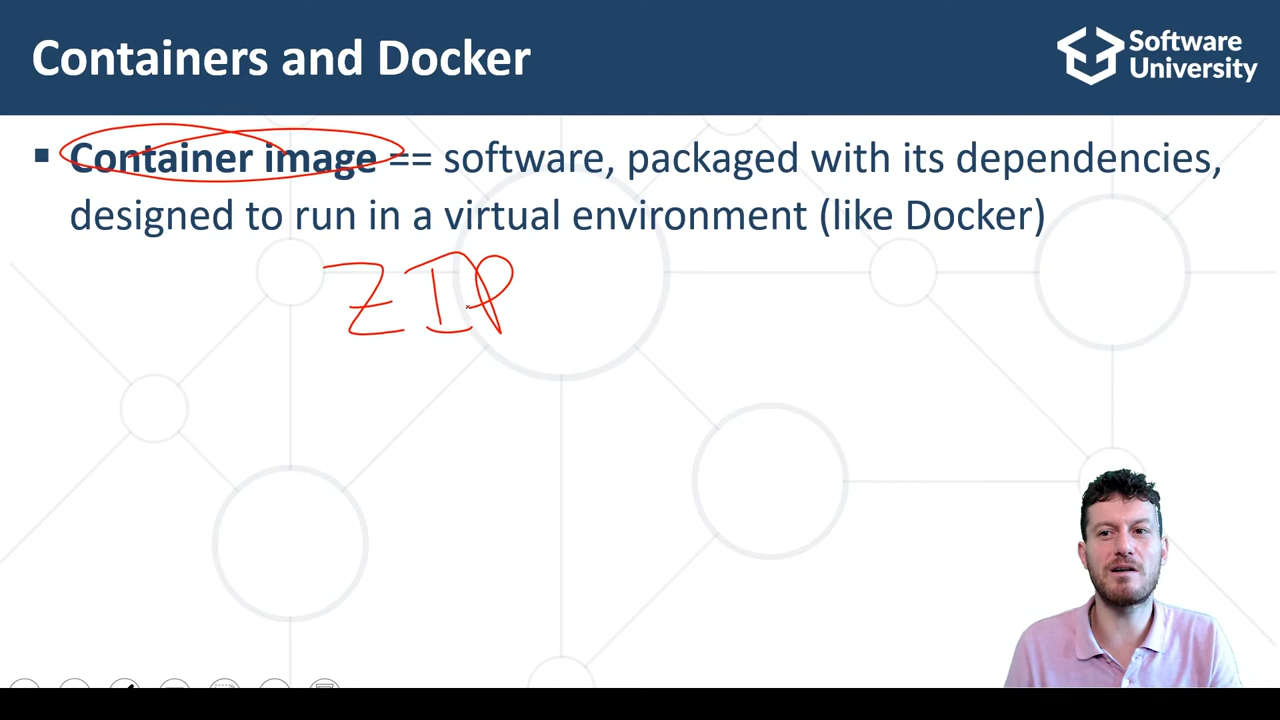 Containers and Docker
Software
University
▪ Container image == software, packaged with its dependencies,
designed to run in a virtual environment (like Docker)
ZIP